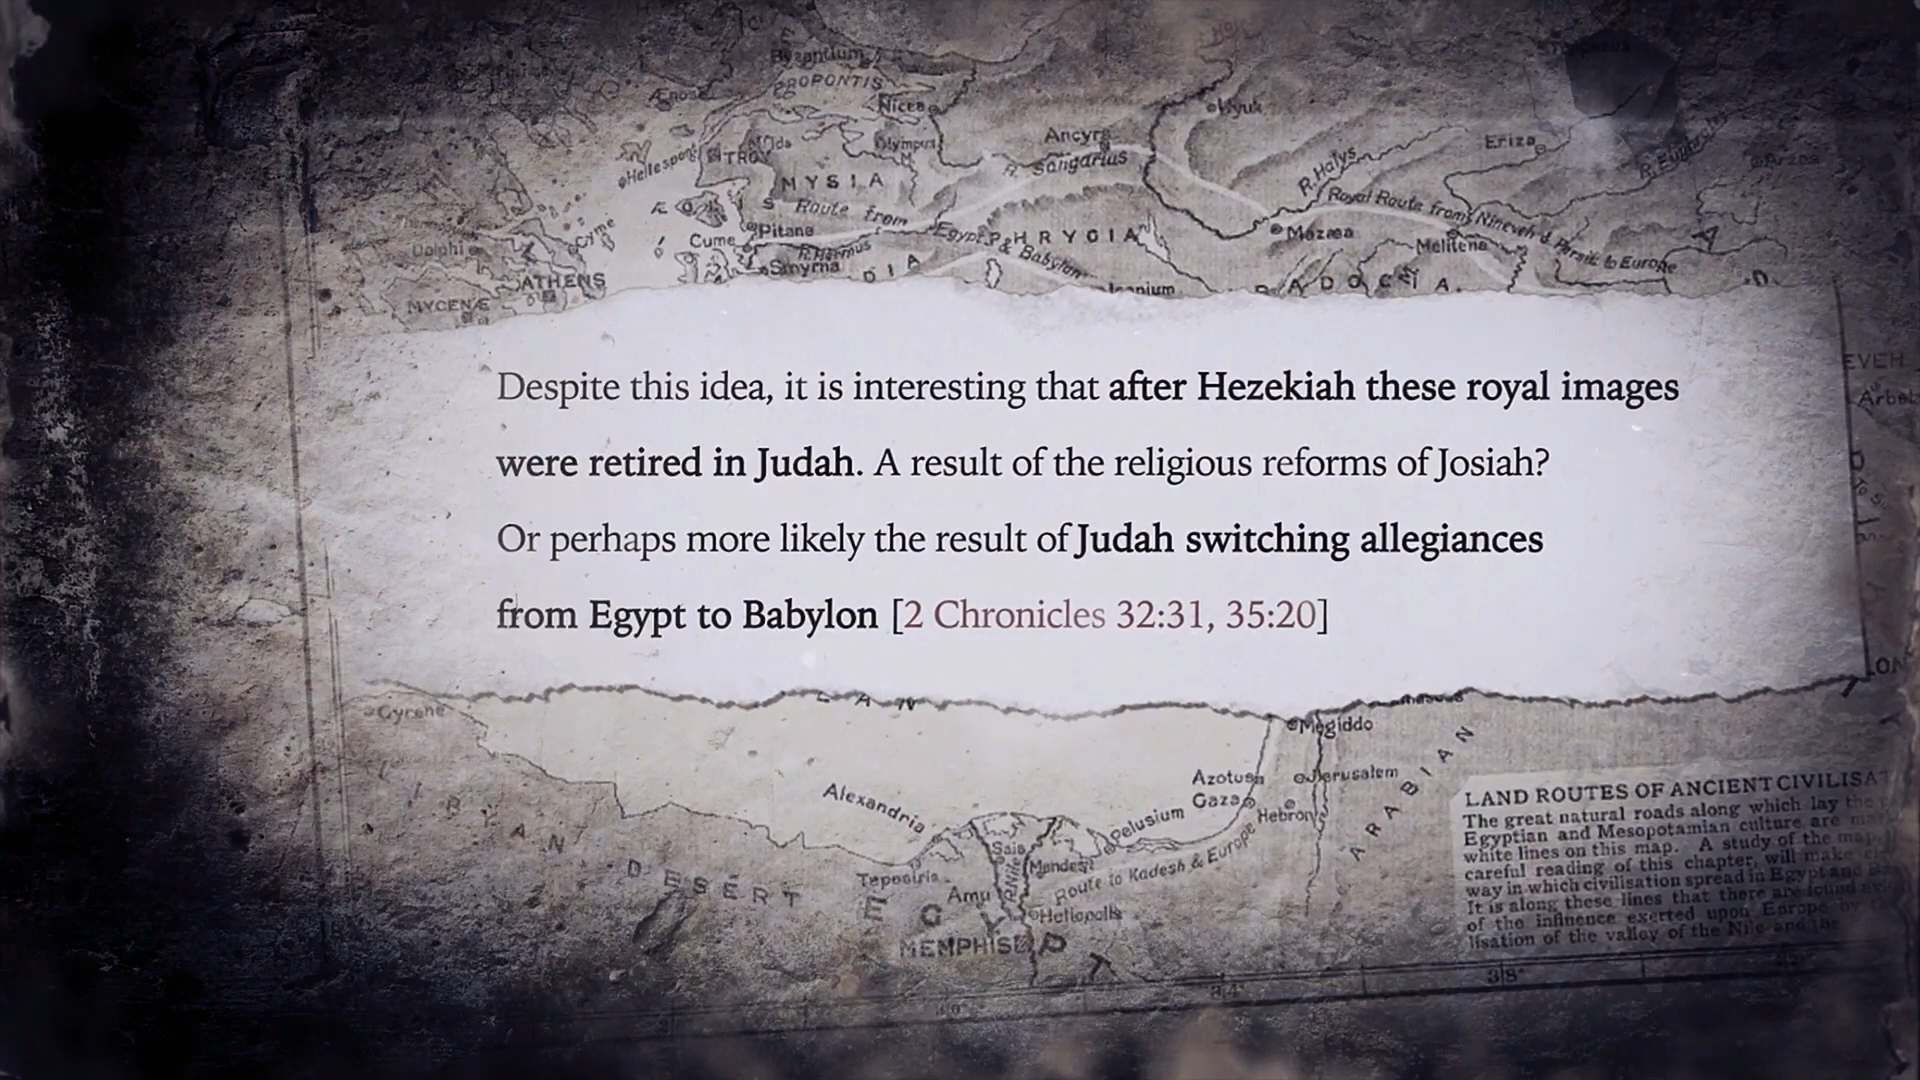 Byzantium
PROPONTIS
Nicea
Hellespont
TROY
Olympus
MYSIA
Ancyra
R. Sangarius
R. Halys
Eriza
Route from
Egypt & Babylon
Royal Route from Nineveh & Persia to Europe
Cume
Pitane
R. Hermus
PHRYGIA
Mazaca
Melitene
Smyrna
Delphi
ATHENS
MYCENÆ
Despite this idea, it is interesting that after Hezekiah these royal images
were retired in Judah. A result of the religious reforms of Josiah?
Or perhaps more likely the result of Judah switching allegiances
from Egypt to Babylon [2 Chronicles 32:31, 35:20]
Cyrene
Megiddo
Azotus
Jerusalem
Gaza
Hebron
Alexandria
Pelusium
ARABIAN
LIBYAN DESERT
Sais
Mendes
Route to Kadesh & Europe
Heliopolis
MEMPHIS
LAND ROUTES OF ANCIENT CIVILISA
The great natural roads along which lay the
Egyptian and Mesopotamian culture are
white lines on this map. A study of the map
careful reading of this chapter, will make
way in which civilisation spread in Egypt and
It is along these lines that there are found
of the influence exerted upon Europe by
lisation of the valley of the Nile and the
38°